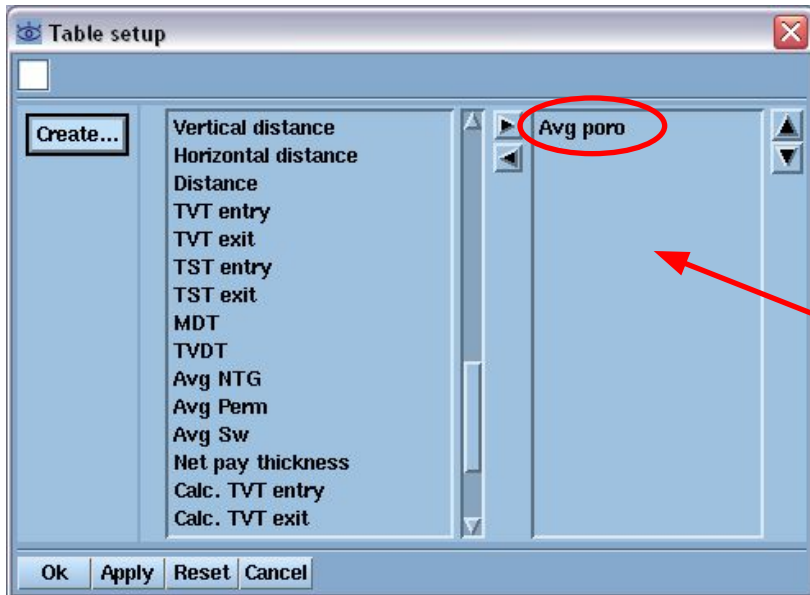 Table setup
Create...
Vertical distance
Horizontal distance
Distance
TVT entry
TVT exit
TST entry
TST exit
MDT
TVDT
Avg NTG
Avg Perm
Avg Sw
Net pay thickness
Calc. TVT entry
Calc. TVT exit
Avg poro
Ok Apply Reset Cancel